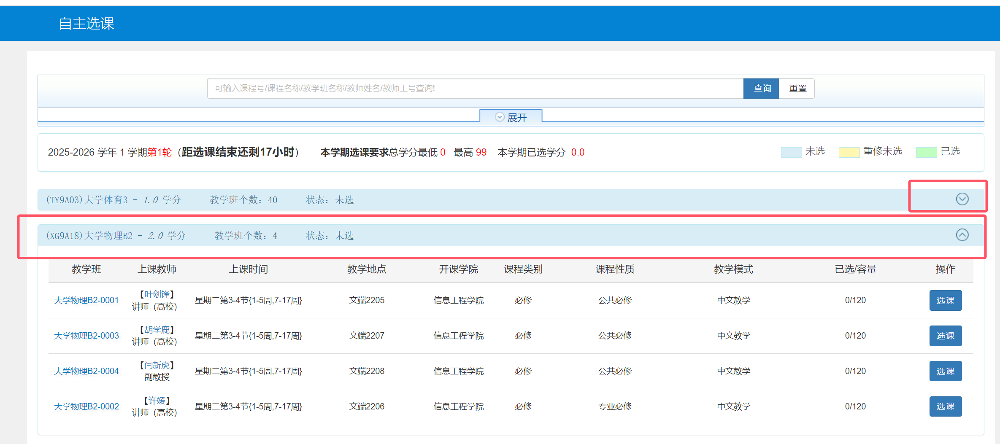 自主选课
可输入课程号/课程名称/教学班名称/教师姓名/教师工号查询! 查询 重置
展开
2025-2026 学年 1 学期第1轮（距选课结束还剩17小时） 本学期选课要求总学分最低 0 最高 99 本学期已选学分 0.0 未选 重修未选 已选
(TY9A03)大学体育3 - 1.0 学分 教学班个数：40 状态：未选
(XG9A18)大学物理B2 - 2.0 学分 教学班个数：4 状态：未选
教学班 上课教师 上课时间 教学地点 开课学院 课程类别 课程性质 教学模式 已选/容量 操作
大学物理B2-0001 【叶剑锋】 讲师（高校） 星期二第3-4节{1-5周,7-17周} 文端2205 信息工程学院 必修 公共必修 中文教学 0/120 选课
大学物理B2-0003 【胡学鹿】 讲师（高校） 星期二第3-4节{1-5周,7-17周} 文端2207 信息工程学院 必修 公共必修 中文教学 0/120 选课
大学物理B2-0004 【闫新虎】 副教授 星期二第3-4节{1-5周,7-17周} 文端2208 信息工程学院 必修 公共必修 中文教学 0/120 选课
大学物理B2-0002 【许媛】 讲师（高校） 星期二第3-4节{1-5周,7-17周} 文端2206 信息工程学院 必修 专业必修 中文教学 0/120 选课